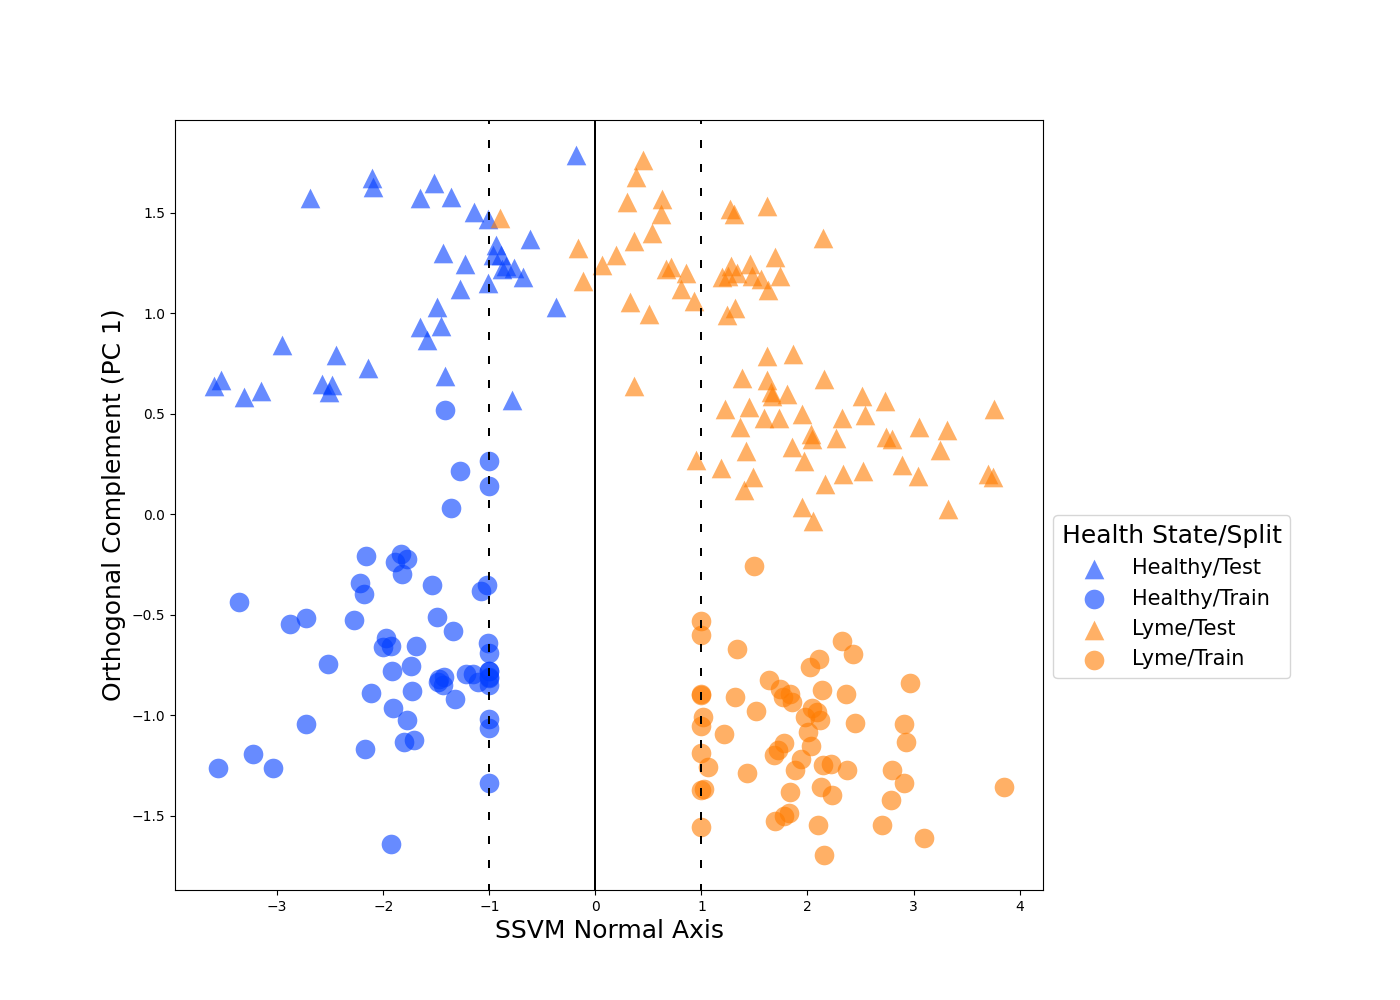 Orthogonal Complement (PC 1)
1.5
1.0
0.5
0.0
−0.5
−1.0
−1.5
−3 −2 −1 0 1 2 3 4
SSVM Normal Axis
Health State/Split
Healthy/Test
Healthy/Train
Lyme/Test
Lyme/Train